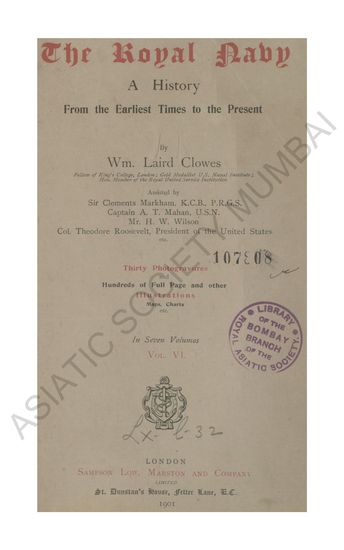 The Royal Navy
A History
From the Earliest Times to the Present
By
Wm. Laird Clowes
Fellow of King's College, London; Gold Medallist U.S. Naval Institute;
Hon. Member of the Royal United Service Institution
Assisted by
Sir Clements Markham, K.C.B., P.R.G.S.
Captain A. T. Mahan, U.S.N.
Mr. H. W. Wilson
Col. Theodore Roosevelt, President of the United States
etc.
107808
Thirty Photogravures
Hundreds of Full Page and other
Illustrations
Maps, Charts
etc.
In Seven Volumes
Vol. VI.
LIBRARY
OF THE
BOMBAY
BRANCH
OF THE
ROYAL ASIATIC SOCIETY.
LONDON
Sampson Low, Marston and Company
LIMITED
St. Dunstan's House, Fetter Lane, E.C.
1901
ASIATIC SOCIETY MUMBAI